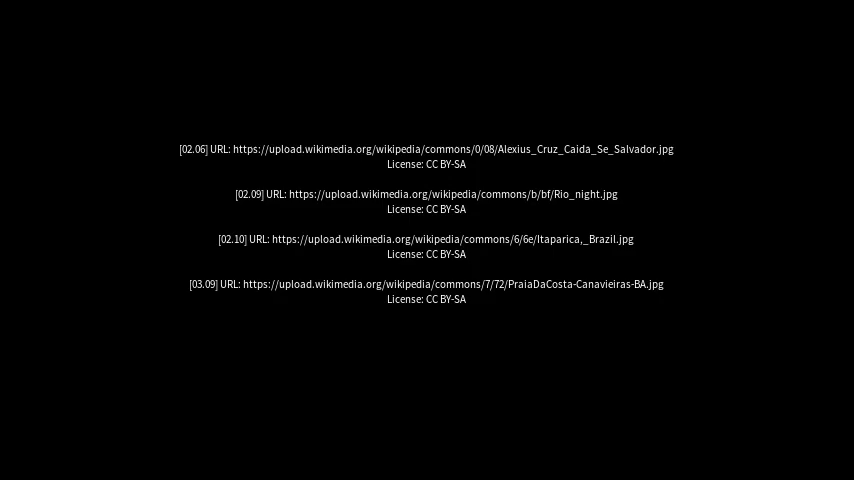 [02.06] URL: https://upload.wikimedia.org/wikipedia/commons/0/08/Alexius_Cruz_Caida_Se_Salvador.jpg
License: CC BY-SA
[02.09] URL: https://upload.wikimedia.org/wikipedia/commons/b/bf/Rio_night.jpg
License: CC BY-SA
[02.10] URL: https://upload.wikimedia.org/wikipedia/commons/6/6e/Itaparica,_Brazil.jpg
License: CC BY-SA
[03.09] URL: https://upload.wikimedia.org/wikipedia/commons/7/72/PraiaDaCosta-Canavieiras-BA.jpg
License: CC BY-SA